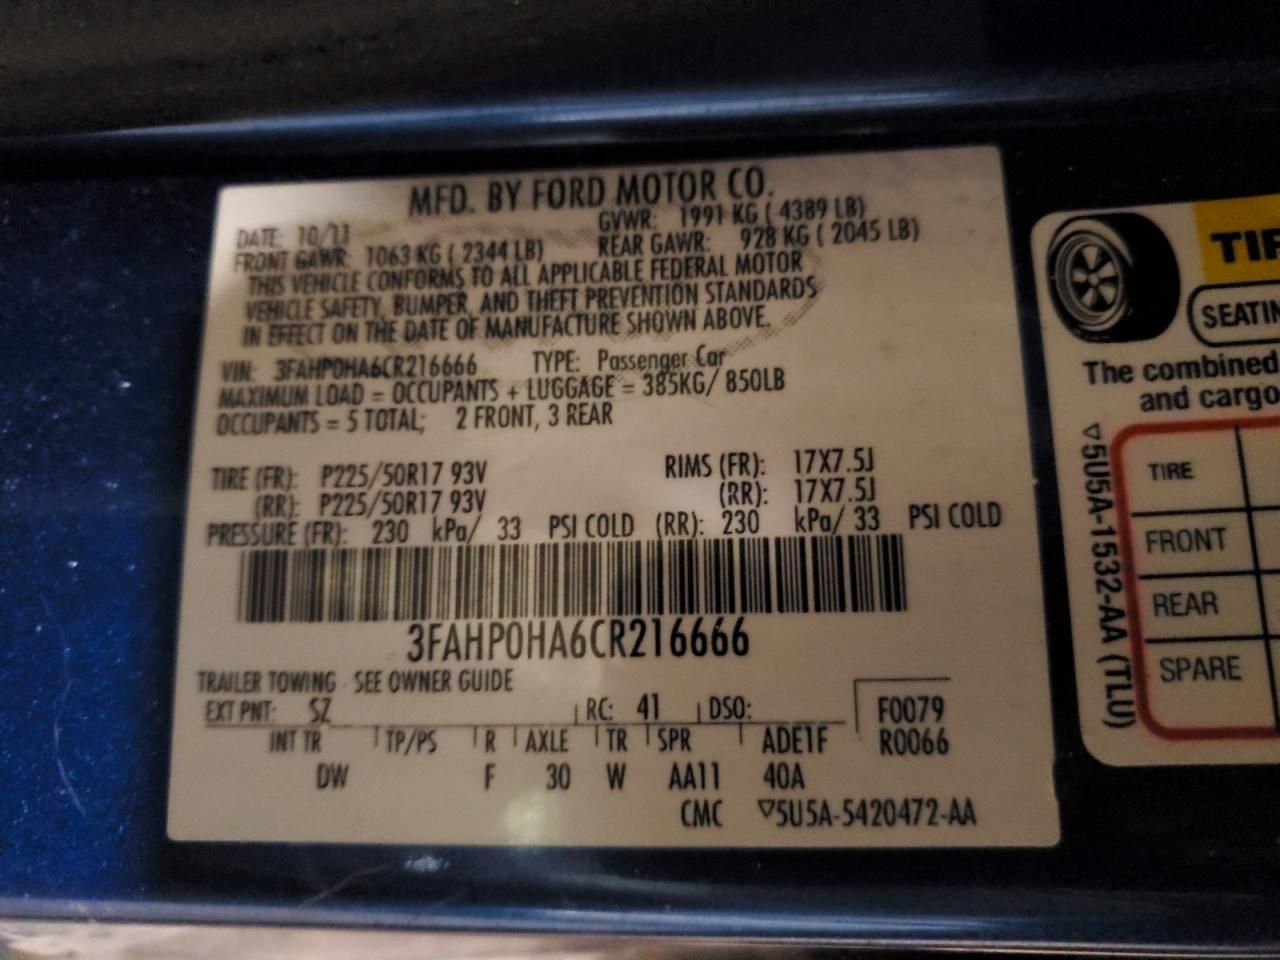 MFD. BY FORD MOTOR CO.
DATE: 10/11 GVWR: 1991 KG ( 4389 LB)
FRONT GAWR: 1063 KG ( 2344 LB) REAR GAWR: 928 KG ( 2045 LB)
THIS VEHICLE CONFORMS TO ALL APPLICABLE FEDERAL MOTOR
VEHICLE SAFETY, BUMPER, AND THEFT PREVENTION STANDARDS
IN EFFECT ON THE DATE OF MANUFACTURE SHOWN ABOVE.
VIN: 3FAHP0HA6CR216666 TYPE: Passenger Car
MAXIMUM LOAD = OCCUPANTS + LUGGAGE = 385KG/ 850LB
OCCUPANTS = 5 TOTAL; 2 FRONT, 3 REAR
TIRE (FR): P225/50R17 93V RIMS (FR): 17X7.5J
(RR): P225/50R17 93V (RR): 17X7.5J
PRESSURE (FR): 230 kPa/ 33 PSI COLD (RR): 230 kPa/ 33 PSI COLD
3FAHP0HA6CR216666
TRAILER TOWING - SEE OWNER GUIDE
EXT PNT: SZ RC: 41 DSO: F0079
INT TR TP/PS R AXLE TR SPR ADE1F R0066
DW F 30 W AA11 40A
CMC ▽5U5A-5420472-AA
TIR
SEATIN
The combined
and cargo
TIRE
FRONT
REAR
SPARE
▽5U5A-1532-AA (TLU)